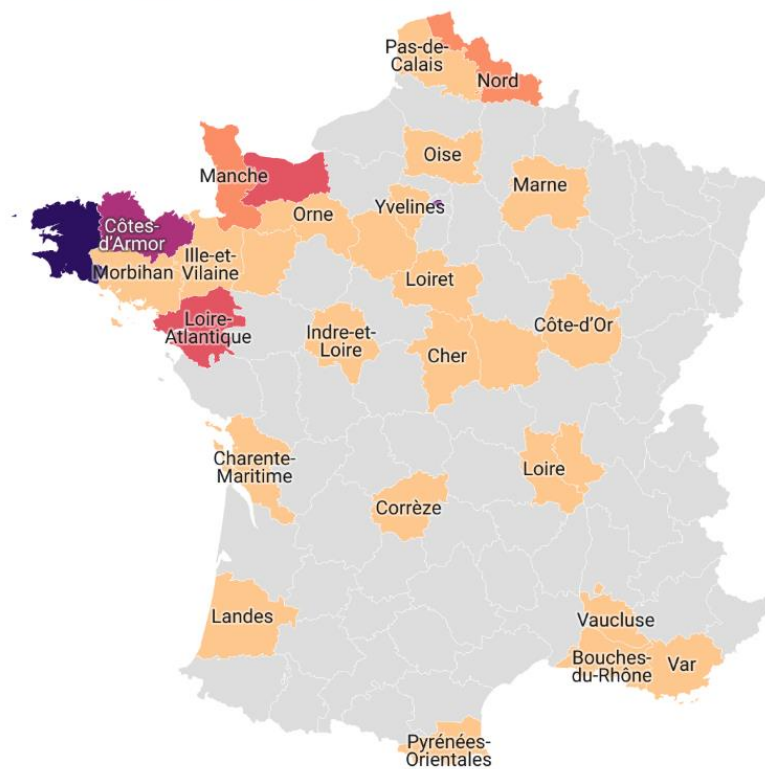 Pas-de-
Calais
Nord
Oise
Manche
Marne
Orne
Yvelines
Côtes-
d'Armor
Ille-et-
Vilaine
Morbihan
Loiret
Loire-
Atlantique
Indre-et-
Loire
Côte-d'Or
Cher
Charente-
Maritime
Loire
Corrèze
Landes
Vaucluse
Bouches-
du-Rhône
Var
Pyrénées-
Orientales